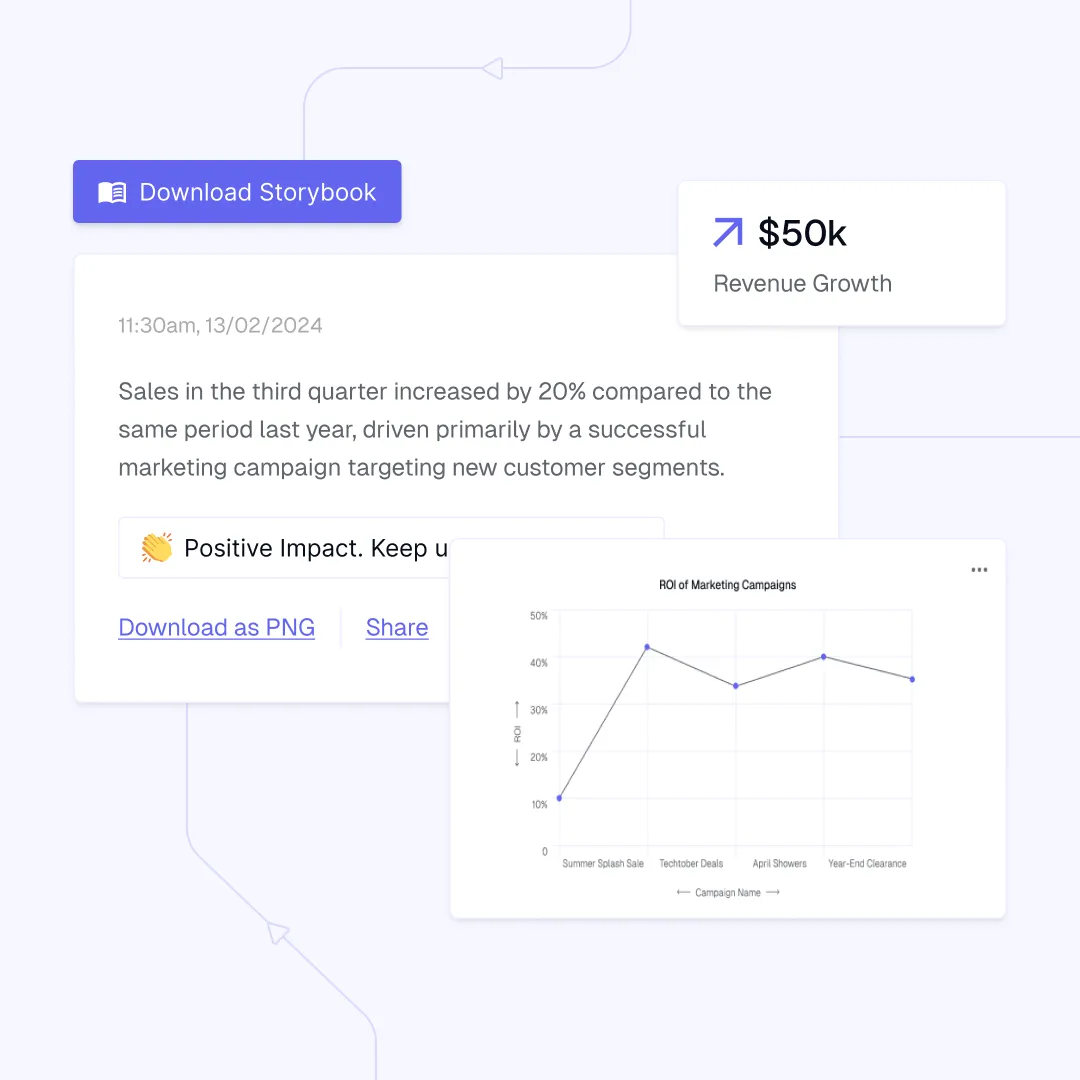 Download Storybook
$50k
Revenue Growth
11:30am, 13/02/2024
Sales in the third quarter increased by 20% compared to the
same period last year, driven primarily by a successful
marketing campaign targeting new customer segments.
👏 Positive Impact. Keep u
Download as PNG
Share
ROI of Marketing Campaigns
50%
40%
30%
20%
10%
0
ROI
Summer Splash Sale
Techtober Deals
April Showers
Year-End Clearance
Campaign Name